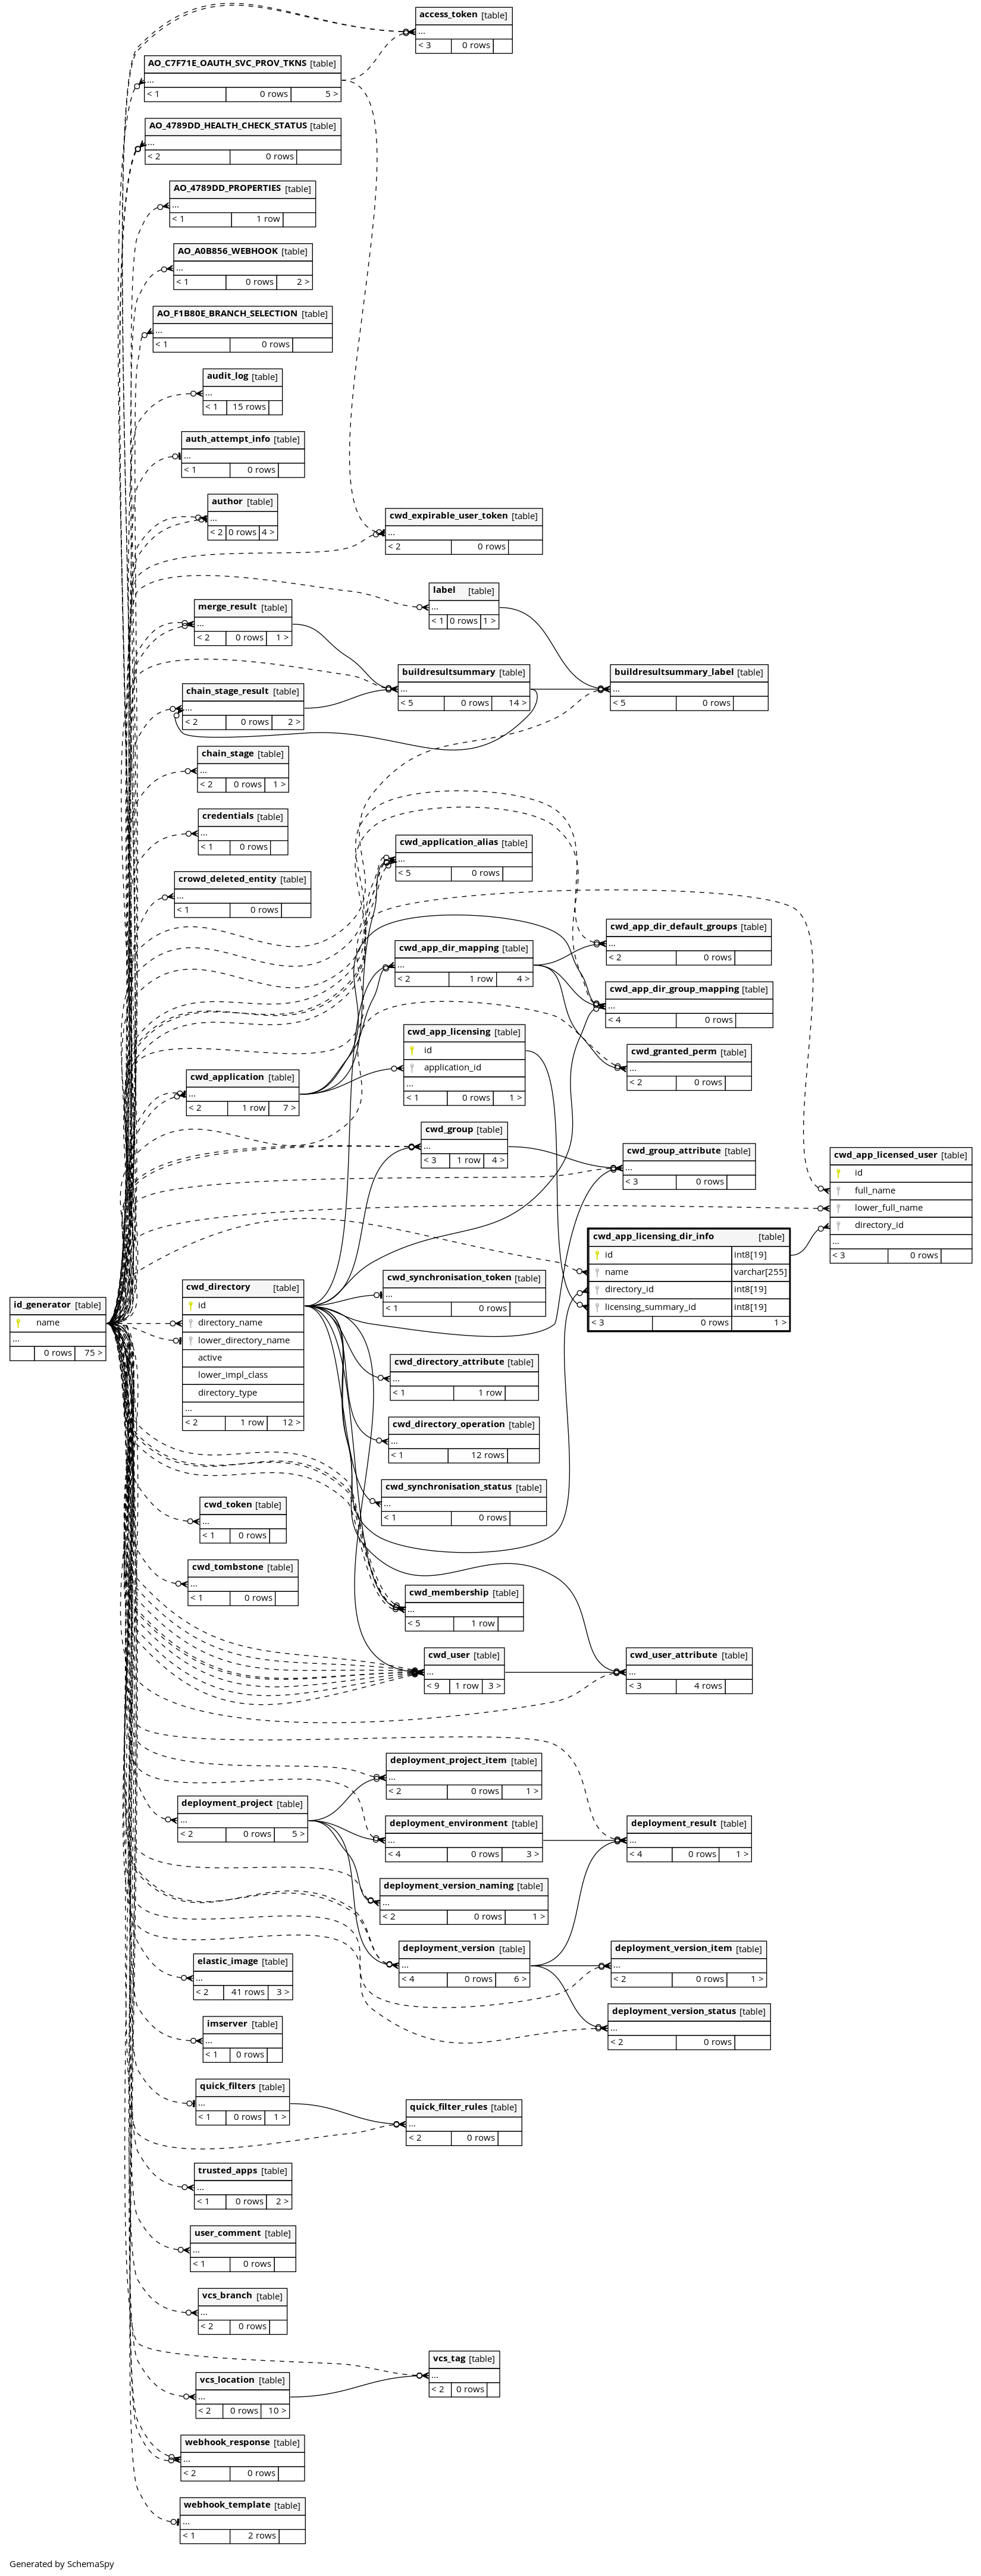 access_token [table]
...
< 3 0 rows
AO_C7F71E_OAUTH_SVC_PROV_TKNS [table]
...
< 1 0 rows 5 >
AO_4789DD_HEALTH_CHECK_STATUS [table]
...
< 2 0 rows
AO_4789DD_PROPERTIES [table]
...
< 1 1 row
AO_A0B856_WEBHOOK [table]
...
< 1 0 rows 2 >
AO_F1B80E_BRANCH_SELECTION [table]
...
< 1 0 rows
audit_log [table]
...
< 1 15 rows
auth_attempt_info [table]
...
< 1 0 rows
author [table]
...
< 2 0 rows 4 >
cwd_expirable_user_token [table]
...
< 2 0 rows
label [table]
...
< 1 0 rows 1 >
merge_result [table]
...
< 2 0 rows 1 >
buildresultsummary [table]
...
< 5 0 rows 14 >
buildresultsummary_label [table]
...
< 5 0 rows
chain_stage_result [table]
...
< 2 0 rows 2 >
chain_stage [table]
...
< 2 0 rows 1 >
credentials [table]
...
< 1 0 rows
cwd_application_alias [table]
...
< 5 0 rows
crowd_deleted_entity [table]
...
< 1 0 rows
cwd_app_dir_default_groups [table]
...
< 2 0 rows
cwd_app_dir_mapping [table]
...
< 2 1 row 4 >
cwd_app_dir_group_mapping [table]
...
< 4 0 rows
cwd_app_licensing [table]
id
application_id
...
< 1 0 rows 1 >
cwd_granted_perm [table]
...
< 2 0 rows
cwd_application [table]
...
< 2 1 row 7 >
cwd_group [table]
...
< 3 1 row 4 >
cwd_group_attribute [table]
...
< 3 0 rows
cwd_app_licensed_user [table]
id
full_name
lower_full_name
directory_id
...
< 3 0 rows
cwd_app_licensing_dir_info [table]
id int8[19]
name varchar[255]
directory_id int8[19]
licensing_summary_id int8[19]
< 3 0 rows 1 >
cwd_synchronisation_token [table]
...
< 1 0 rows
cwd_directory [table]
id
directory_name
lower_directory_name
active
lower_impl_class
directory_type
...
< 2 1 row 12 >
id_generator [table]
name
...
0 rows 75 >
cwd_directory_attribute [table]
...
< 1 1 row
cwd_directory_operation [table]
...
< 1 12 rows
cwd_synchronisation_status [table]
...
< 1 0 rows
cwd_token [table]
...
< 1 0 rows
cwd_tombstone [table]
...
< 1 0 rows
cwd_membership [table]
...
< 5 1 row
cwd_user [table]
...
< 9 1 row 3 >
cwd_user_attribute [table]
...
< 3 4 rows
deployment_project_item [table]
...
< 2 0 rows 1 >
deployment_project [table]
...
< 2 0 rows 5 >
deployment_environment [table]
...
< 4 0 rows 3 >
deployment_result [table]
...
< 4 0 rows 1 >
deployment_version_naming [table]
...
< 2 0 rows 1 >
deployment_version [table]
...
< 4 0 rows 6 >
deployment_version_item [table]
...
< 2 0 rows 1 >
elastic_image [table]
...
< 2 41 rows 3 >
deployment_version_status [table]
...
< 2 0 rows
imserver [table]
...
< 1 0 rows
quick_filters [table]
...
< 1 0 rows 1 >
quick_filter_rules [table]
...
< 2 0 rows
trusted_apps [table]
...
< 1 0 rows 2 >
user_comment [table]
...
< 1 0 rows
vcs_branch [table]
...
< 2 0 rows
vcs_tag [table]
...
< 2 0 rows
vcs_location [table]
...
< 2 0 rows 10 >
webhook_response [table]
...
< 2 0 rows
webhook_template [table]
...
< 1 2 rows
Generated by SchemaSpy